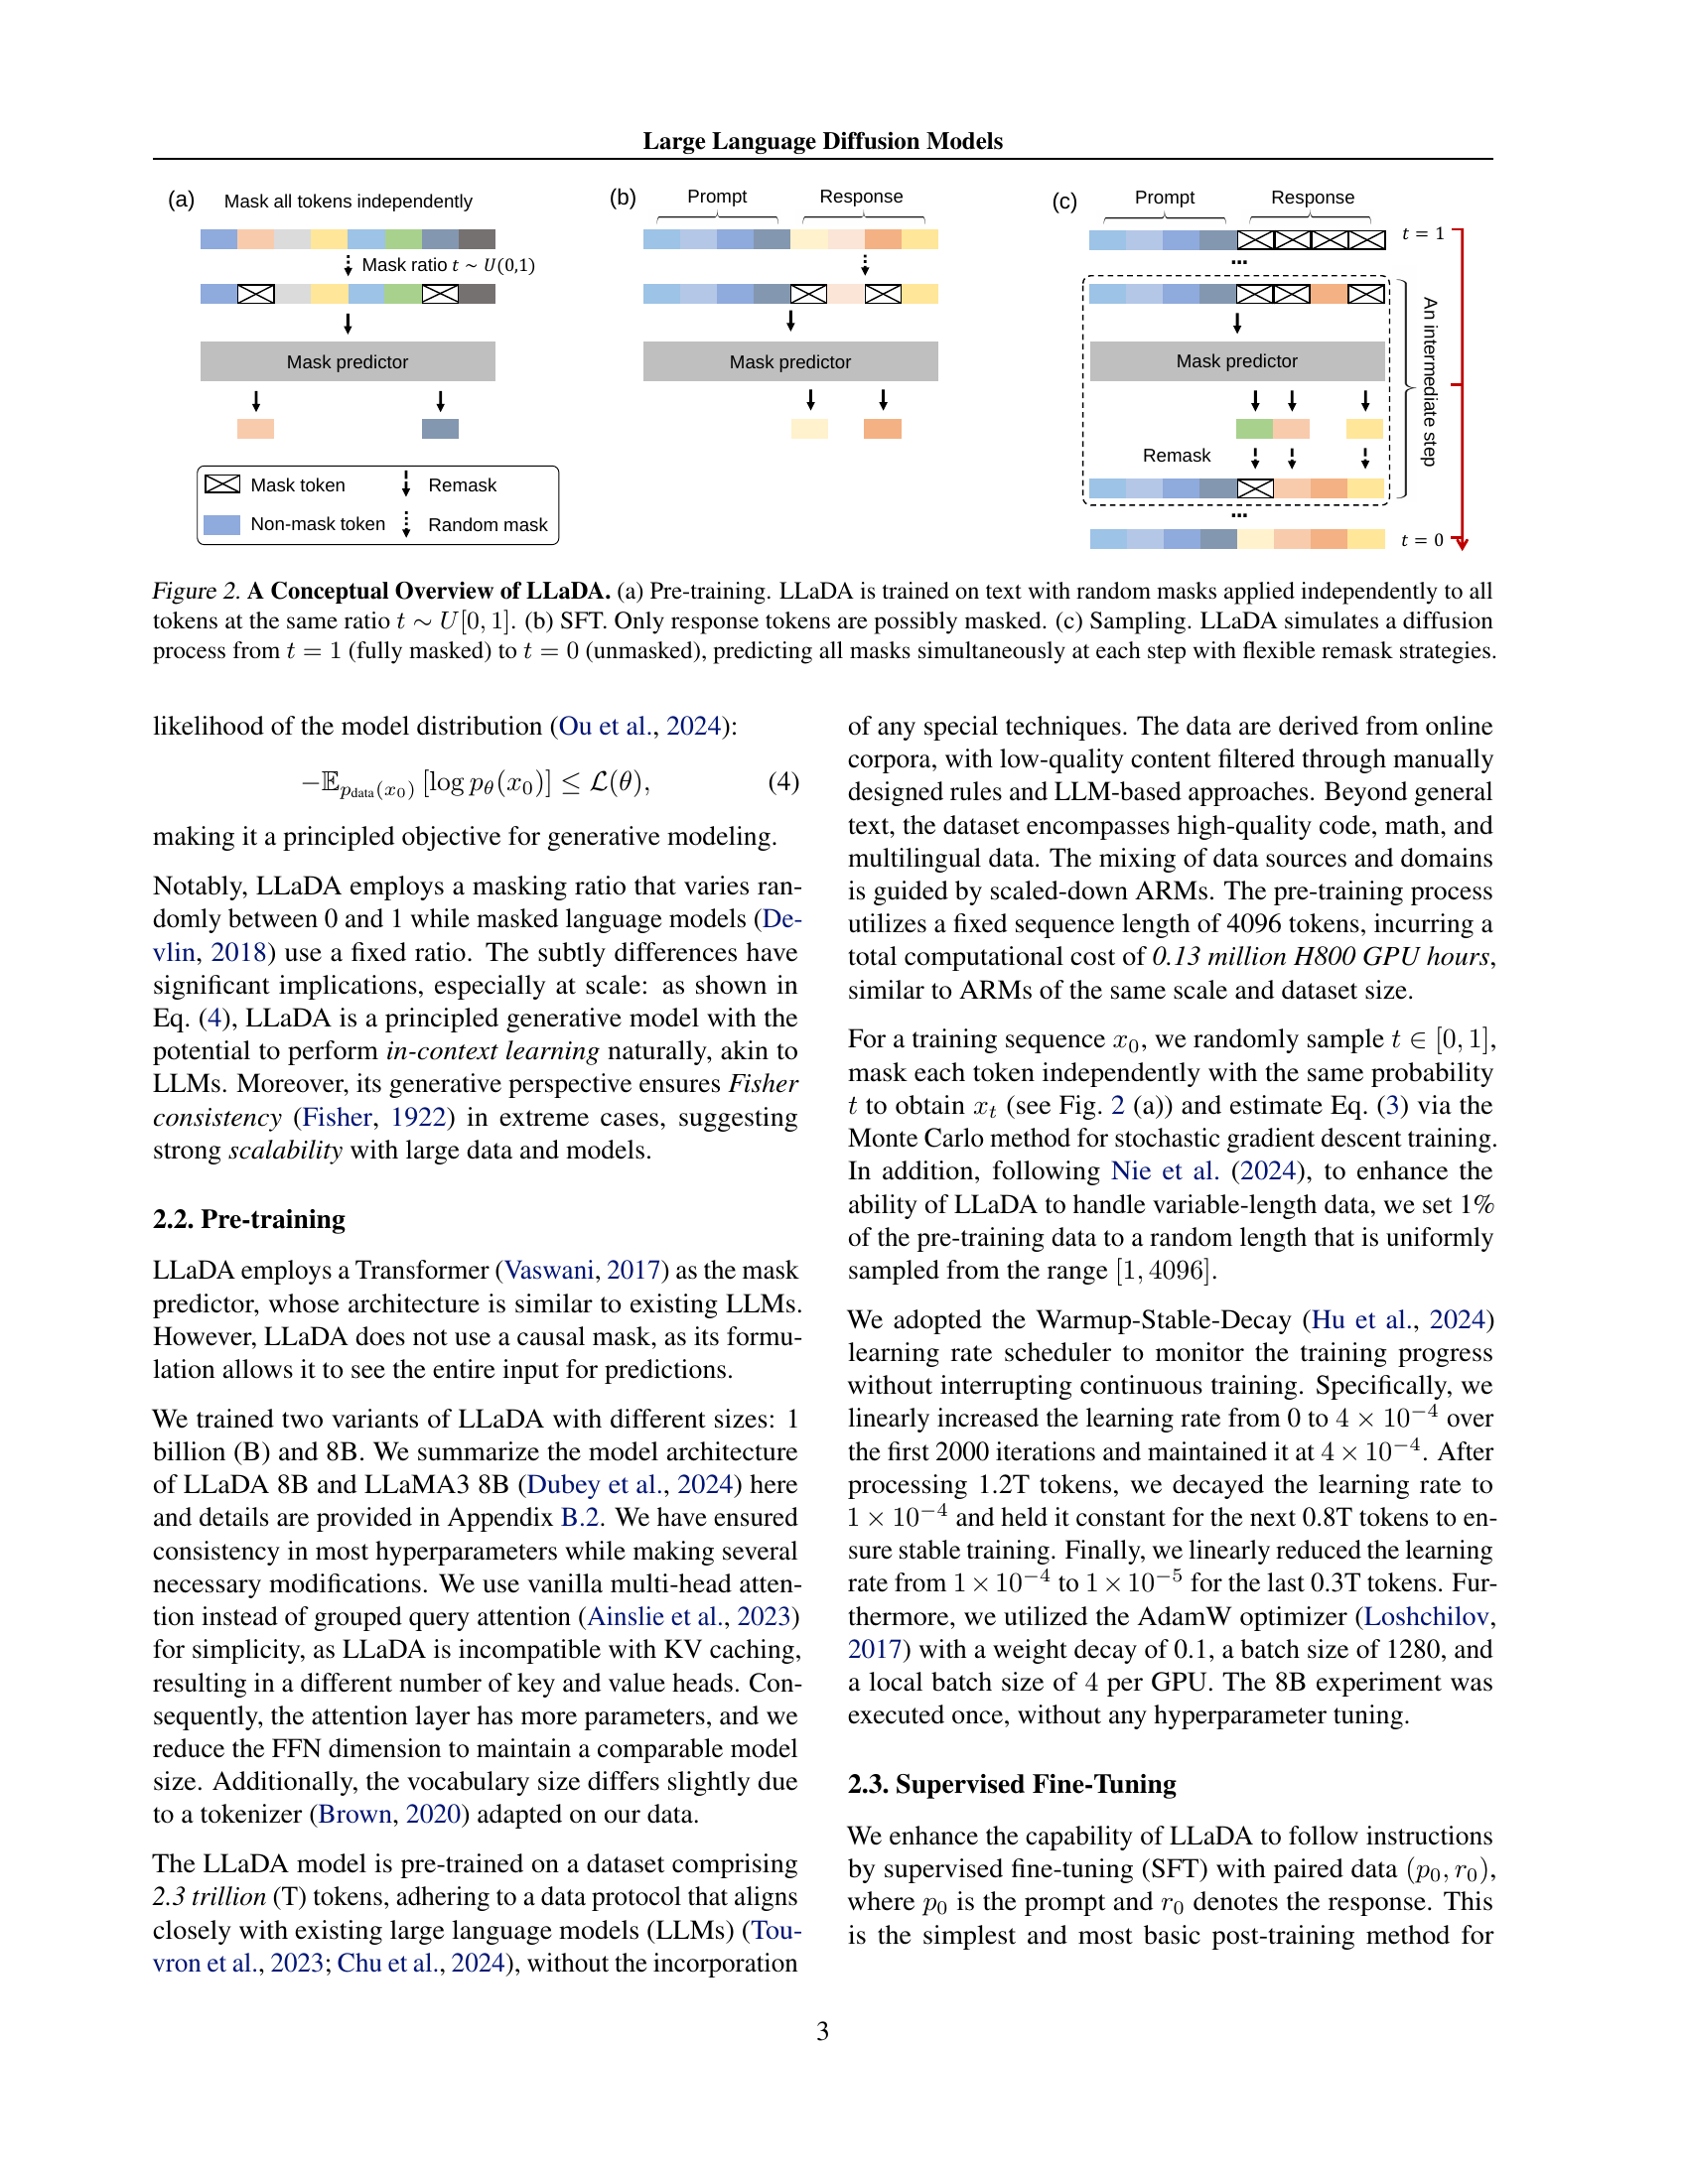 Large Language Diffusion Models
(a)
Mask all tokens independently
Mask ratio t ~ U(0,1)
Mask predictor
Mask token
Remask
Non-mask token
Random mask
(b)
Prompt
Response
Mask predictor
(c)
Prompt
Response
t = 1
...
Mask predictor
Remask
An intermediate step
...
t = 0
Figure 2. A Conceptual Overview of LLaDA. (a) Pre-training. LLaDA is trained on text with random masks applied independently to all
tokens at the same ratio t ∼ U[0, 1]. (b) SFT. Only response tokens are possibly masked. (c) Sampling. LLaDA simulates a diffusion
process from t = 1 (fully masked) to t = 0 (unmasked), predicting all masks simultaneously at each step with flexible remask strategies.
likelihood of the model distribution (Ou et al., 2024):
−𝔼_{p_data(x_0)} [log p_θ(x_0)] ≤ ℒ(θ), (4)
making it a principled objective for generative modeling.
Notably, LLaDA employs a masking ratio that varies ran-
domly between 0 and 1 while masked language models (De-
vlin, 2018) use a fixed ratio. The subtly differences have
significant implications, especially at scale: as shown in
Eq. (4), LLaDA is a principled generative model with the
potential to perform in-context learning naturally, akin to
LLMs. Moreover, its generative perspective ensures Fisher
consistency (Fisher, 1922) in extreme cases, suggesting
strong scalability with large data and models.
2.2. Pre-training
LLaDA employs a Transformer (Vaswani, 2017) as the mask
predictor, whose architecture is similar to existing LLMs.
However, LLaDA does not use a causal mask, as its formu-
lation allows it to see the entire input for predictions.
We trained two variants of LLaDA with different sizes: 1
billion (B) and 8B. We summarize the model architecture
of LLaDA 8B and LLaMA3 8B (Dubey et al., 2024) here
and details are provided in Appendix B.2. We have ensured
consistency in most hyperparameters while making several
necessary modifications. We use vanilla multi-head atten-
tion instead of grouped query attention (Ainslie et al., 2023)
for simplicity, as LLaDA is incompatible with KV caching,
resulting in a different number of key and value heads. Con-
sequently, the attention layer has more parameters, and we
reduce the FFN dimension to maintain a comparable model
size. Additionally, the vocabulary size differs slightly due
to a tokenizer (Brown, 2020) adapted on our data.
The LLaDA model is pre-trained on a dataset comprising
2.3 trillion (T) tokens, adhering to a data protocol that aligns
closely with existing large language models (LLMs) (Tou-
vron et al., 2023; Chu et al., 2024), without the incorporation
of any special techniques. The data are derived from online
corpora, with low-quality content filtered through manually
designed rules and LLM-based approaches. Beyond general
text, the dataset encompasses high-quality code, math, and
multilingual data. The mixing of data sources and domains
is guided by scaled-down ARMs. The pre-training process
utilizes a fixed sequence length of 4096 tokens, incurring a
total computational cost of 0.13 million H800 GPU hours,
similar to ARMs of the same scale and dataset size.
For a training sequence x_0, we randomly sample t ∈ [0, 1],
mask each token independently with the same probability
t to obtain x_t (see Fig. 2 (a)) and estimate Eq. (3) via the
Monte Carlo method for stochastic gradient descent training.
In addition, following Nie et al. (2024), to enhance the
ability of LLaDA to handle variable-length data, we set 1%
of the pre-training data to a random length that is uniformly
sampled from the range [1, 4096].
We adopted the Warmup-Stable-Decay (Hu et al., 2024)
learning rate scheduler to monitor the training progress
without interrupting continuous training. Specifically, we
linearly increased the learning rate from 0 to 4 × 10⁻⁴ over
the first 2000 iterations and maintained it at 4 × 10⁻⁴. After
processing 1.2T tokens, we decayed the learning rate to
1 × 10⁻⁴ and held it constant for the next 0.8T tokens to en-
sure stable training. Finally, we linearly reduced the learning
rate from 1 × 10⁻⁴ to 1 × 10⁻⁵ for the last 0.3T tokens. Fur-
thermore, we utilized the AdamW optimizer (Loshchilov,
2017) with a weight decay of 0.1, a batch size of 1280, and
a local batch size of 4 per GPU. The 8B experiment was
executed once, without any hyperparameter tuning.
2.3. Supervised Fine-Tuning
We enhance the capability of LLaDA to follow instructions
by supervised fine-tuning (SFT) with paired data (p_0, r_0),
where p_0 is the prompt and r_0 denotes the response. This
is the simplest and most basic post-training method for
3